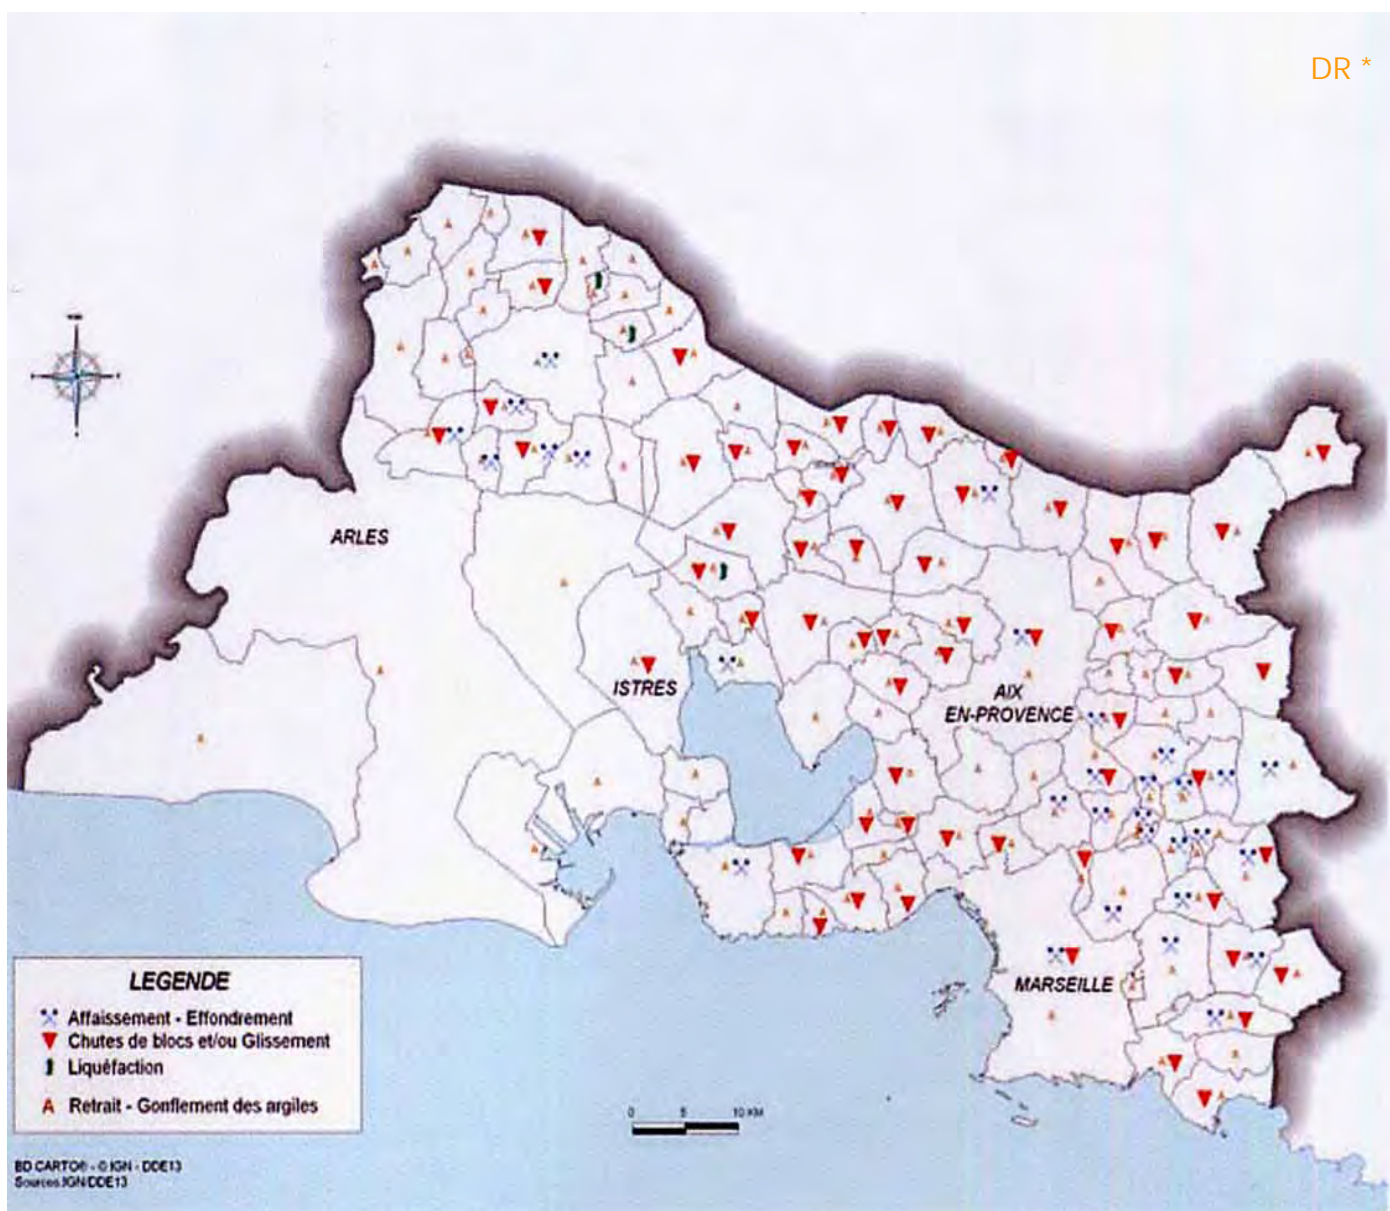 DR *
ARLES
ISTRES
AIX
EN-PROVENCE
MARSEILLE
LEGENDE
Affaissement - Effondrement
Chutes de blocs et/ou Glissement
Liquéfaction
A Retrait - Gonflement des argiles
0 5 10 KM
BD CARTO® - © IGN - DDE13
Sources IGN/DDE13